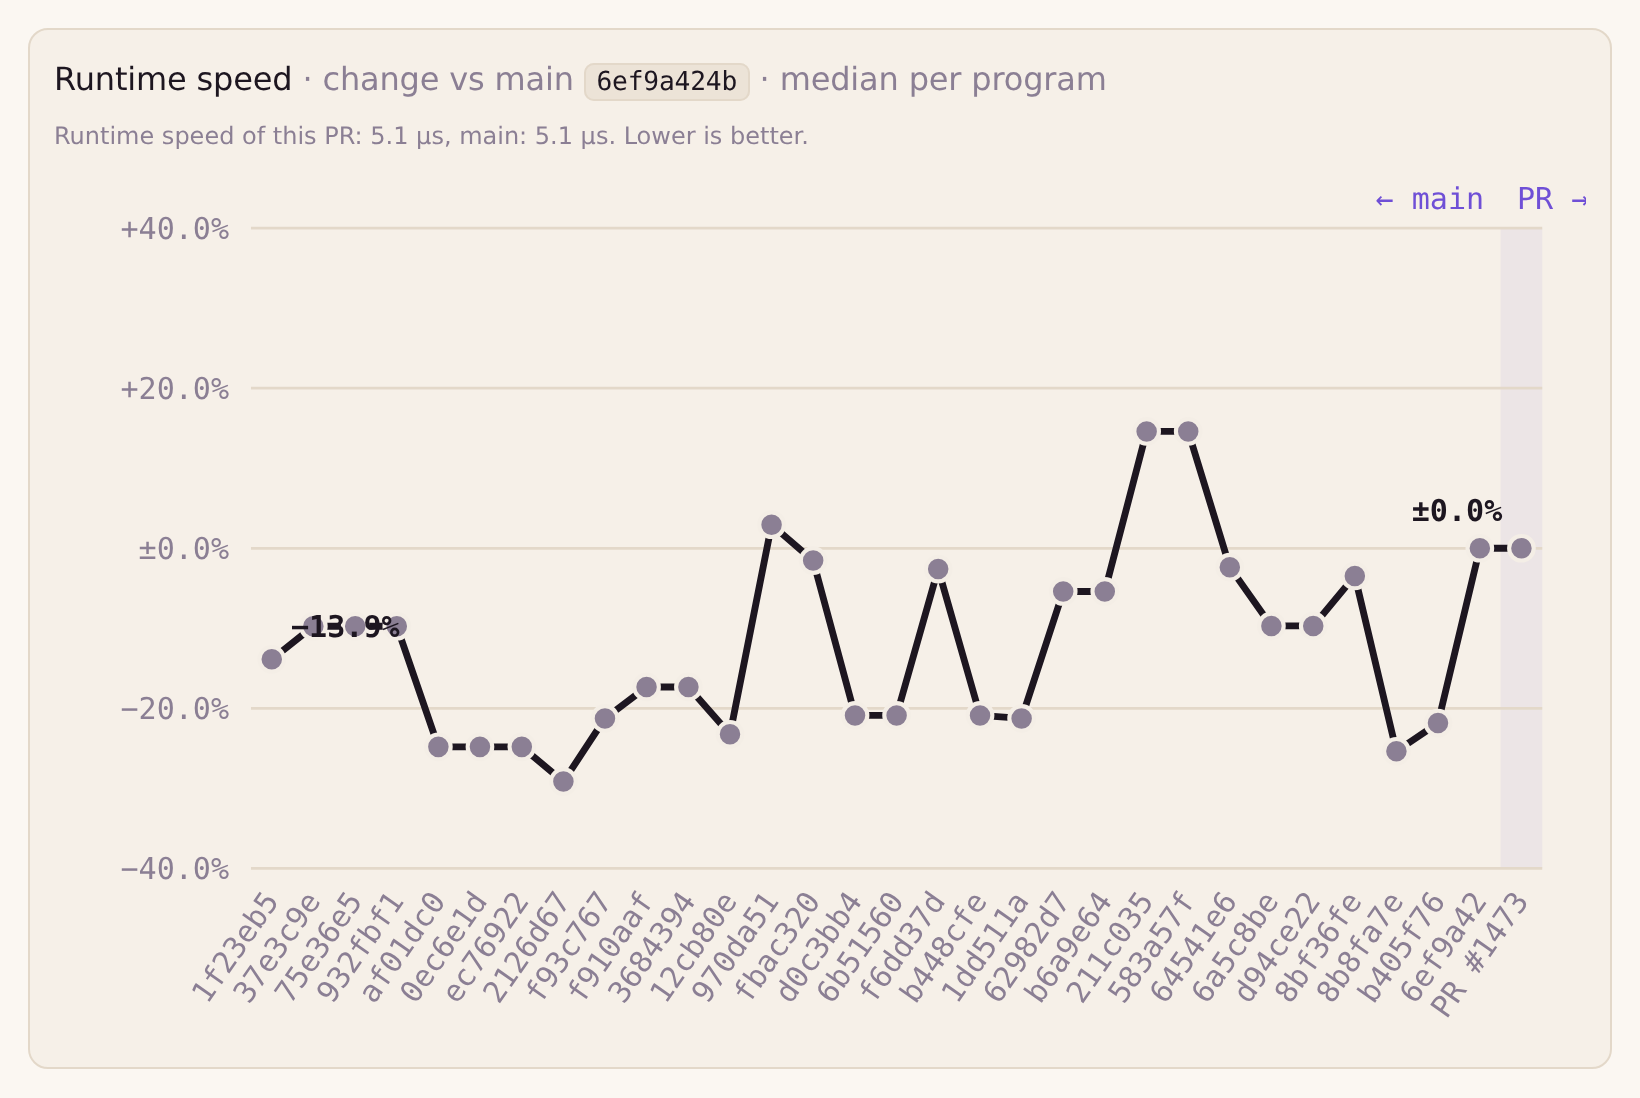 Runtime speed · change vs main 6ef9a424b · median per program
Runtime speed of this PR: 5.1 µs, main: 5.1 µs. Lower is better.
← main PR →
+40.0%
+20.0%
±0.0%
−20.0%
−40.0%
−13.9%
±0.0%
1f23eb5
37e3c9e
75e36e5
932fbf1
af01dc0
0ec6e1d
ec76922
2126d67
f93c767
f910aaf
3684394
12cb80e
970da51
fbac320
d0c3bb4
6b51560
f6dd37d
b448cfe
1dd511a
62982d7
b6a9e64
211c035
583a57f
64541e6
6a5c8be
d94ce22
8bf36fe
8b8fa7e
b405f76
6ef9a42
PR #1473